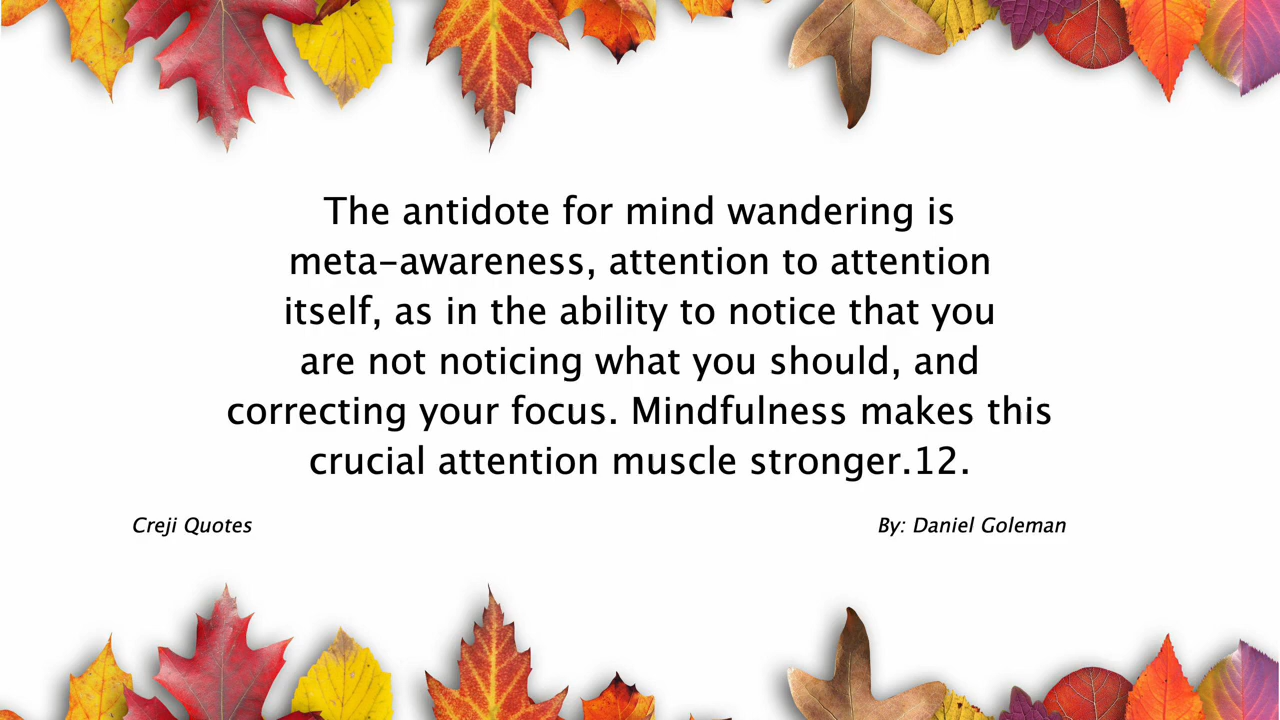 The antidote for mind wandering is
meta-awareness, attention to attention
itself, as in the ability to notice that you
are not noticing what you should, and
correcting your focus. Mindfulness makes this
crucial attention muscle stronger.12.
Creji Quotes
By: Daniel Goleman